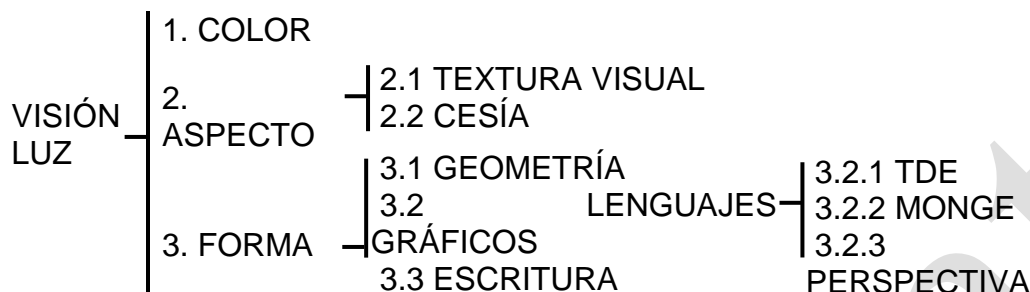 VISIÓN
LUZ
1. COLOR
2.
ASPECTO
2.1 TEXTURA VISUAL
2.2 CESÍA
3. FORMA
3.1 GEOMETRÍA
3.2 LENGUAJES
GRÁFICOS
3.2.1 TDE
3.2.2 MONGE
3.2.3
PERSPECTIVA
3.3 ESCRITURA